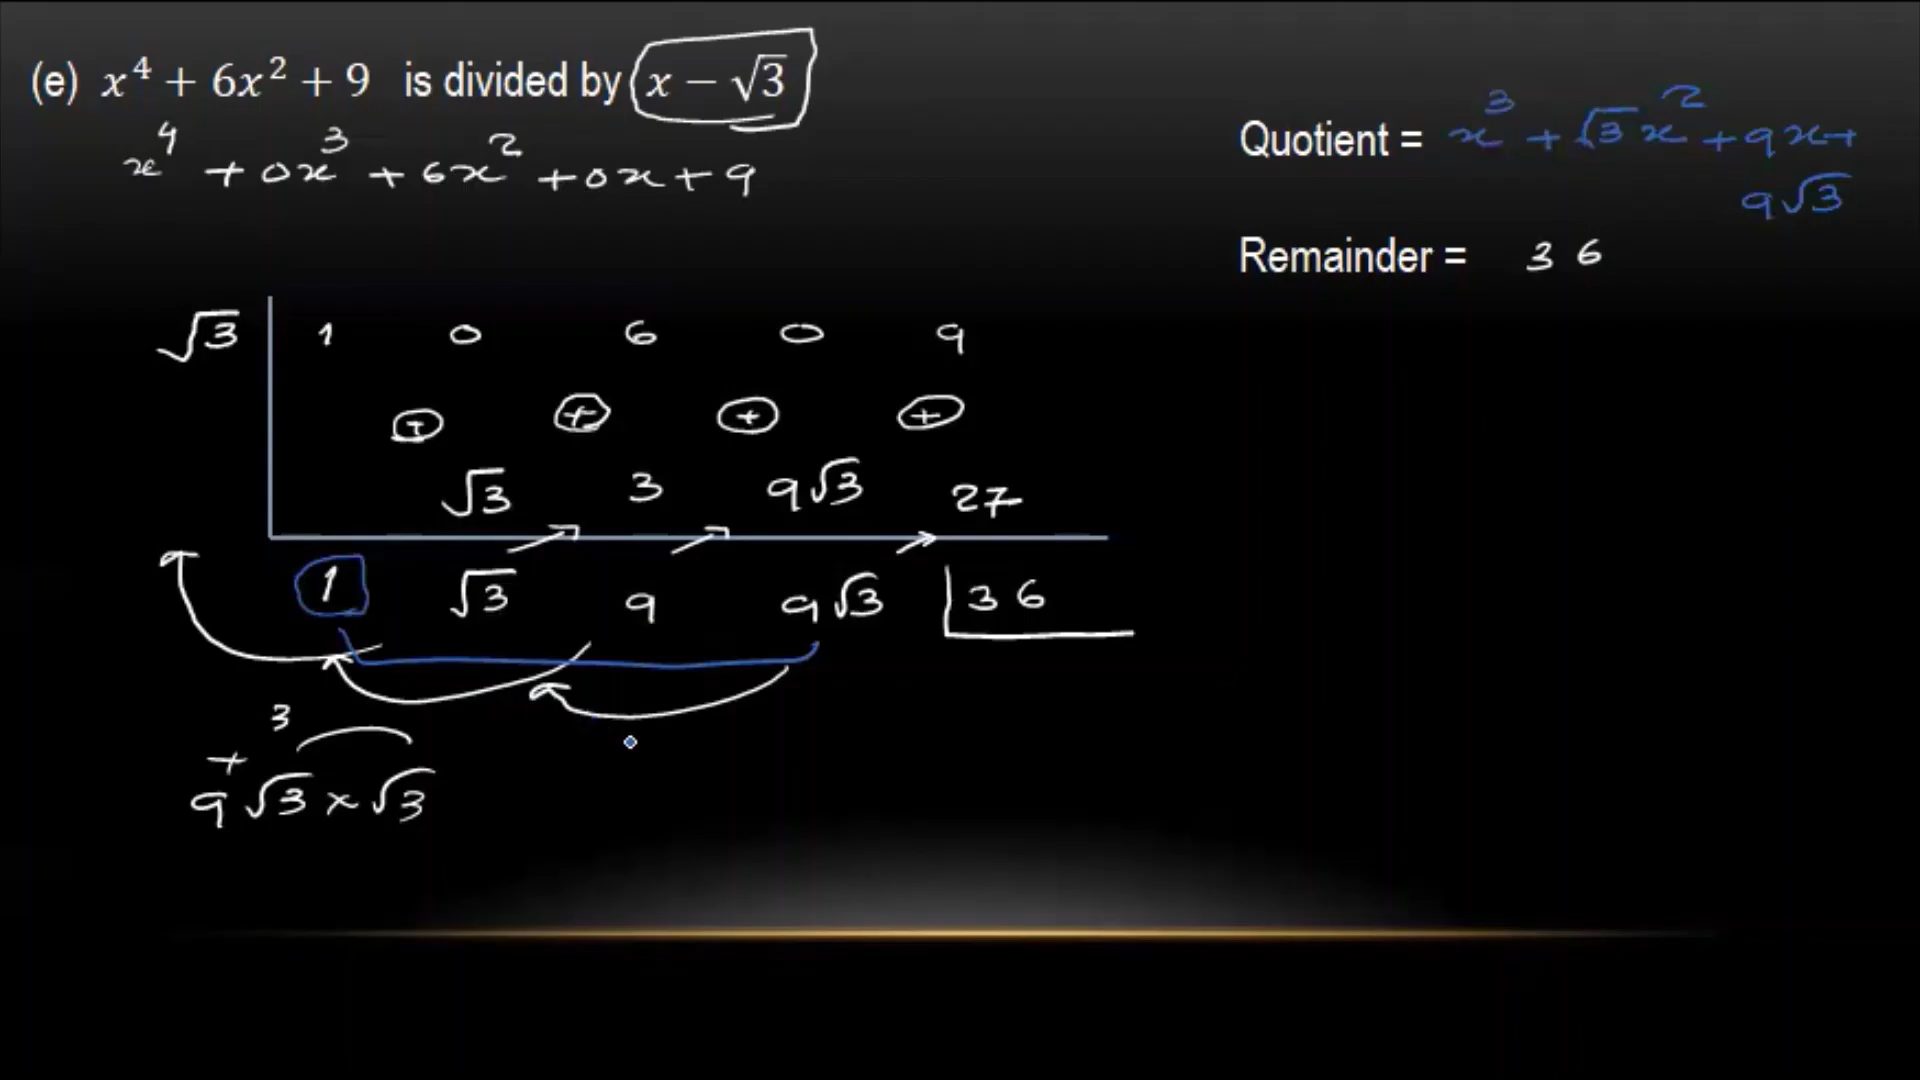 (e) x⁴ + 6x² + 9 is divided by x − √3
x⁴ + 0x³ + 6x² + 0x + 9
Quotient = x³ + √3x² + 9x +
9√3
Remainder = 36
√3 1 0 6 0 9
+ + + +
√3 3 9√3 27
1 √3 9 9√3 36
3
+
9√3 × √3